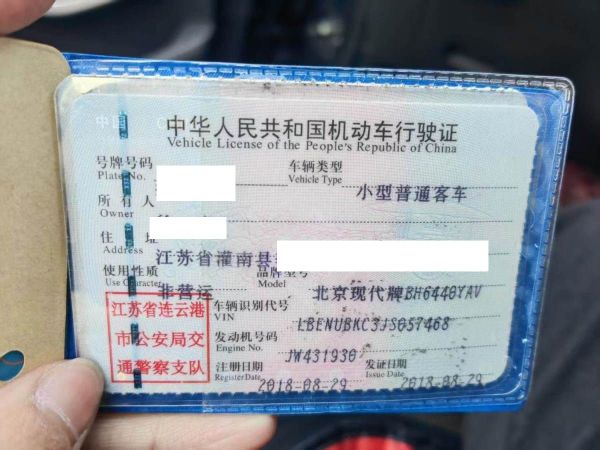 中华人民共和国机动车行驶证
Vehicle License of the People's Republic of China
号牌号码
Plate No.
车辆类型
Vehicle Type
小型普通客车
所有人
Owner
住址
Address
江苏省灌南县
使用性质
Use Character
非营运
品牌型号
Model
北京现代牌BH6440YAV
江苏省连云港
市公安局交
通警察支队
车辆识别代号
VIN
LBENUBKC3JS057468
发动机号码
Engine No.
JW431930
注册日期
Register Date
2018-08-29
发证日期
Issue Date
2018-08-29